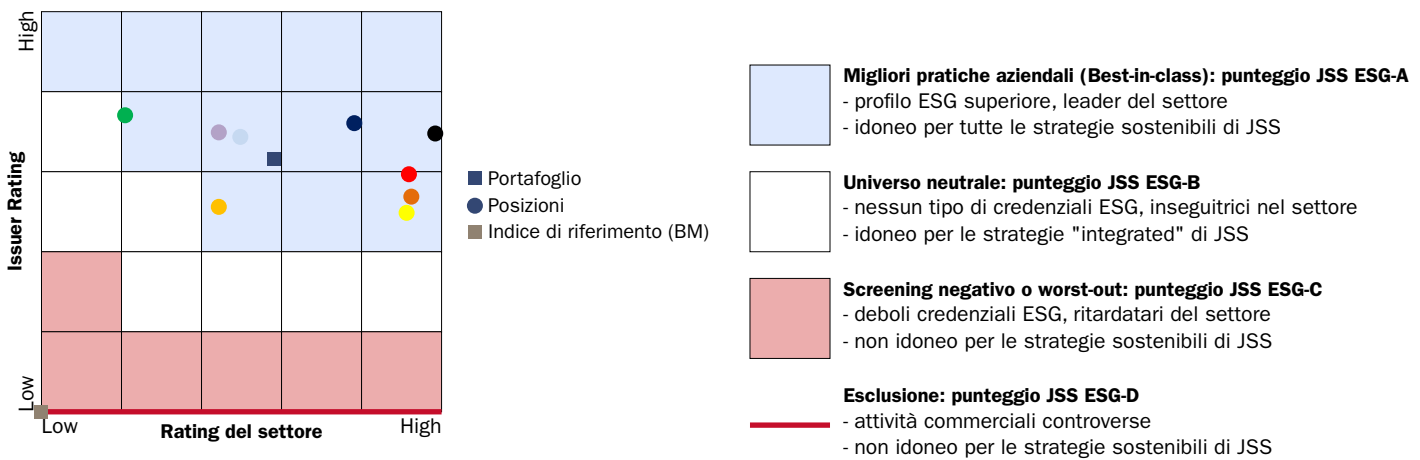 High
Issuer Rating
Low
Low
Rating del settore
High
Portafoglio
Posizioni
Indice di riferimento (BM)
Migliori pratiche aziendali (Best-in-class): punteggio JSS ESG-A
- profilo ESG superiore, leader del settore
- idoneo per tutte le strategie sostenibili di JSS
Universo neutrale: punteggio JSS ESG-B
- nessun tipo di credenziali ESG, inseguitrici nel settore
- idoneo per le strategie "integrated" di JSS
Screening negativo o worst-out: punteggio JSS ESG-C
- deboli credenziali ESG, ritardatari del settore
- non idoneo per le strategie sostenibili di JSS
Esclusione: punteggio JSS ESG-D
- attività commerciali controverse
- non idoneo per le strategie sostenibili di JSS